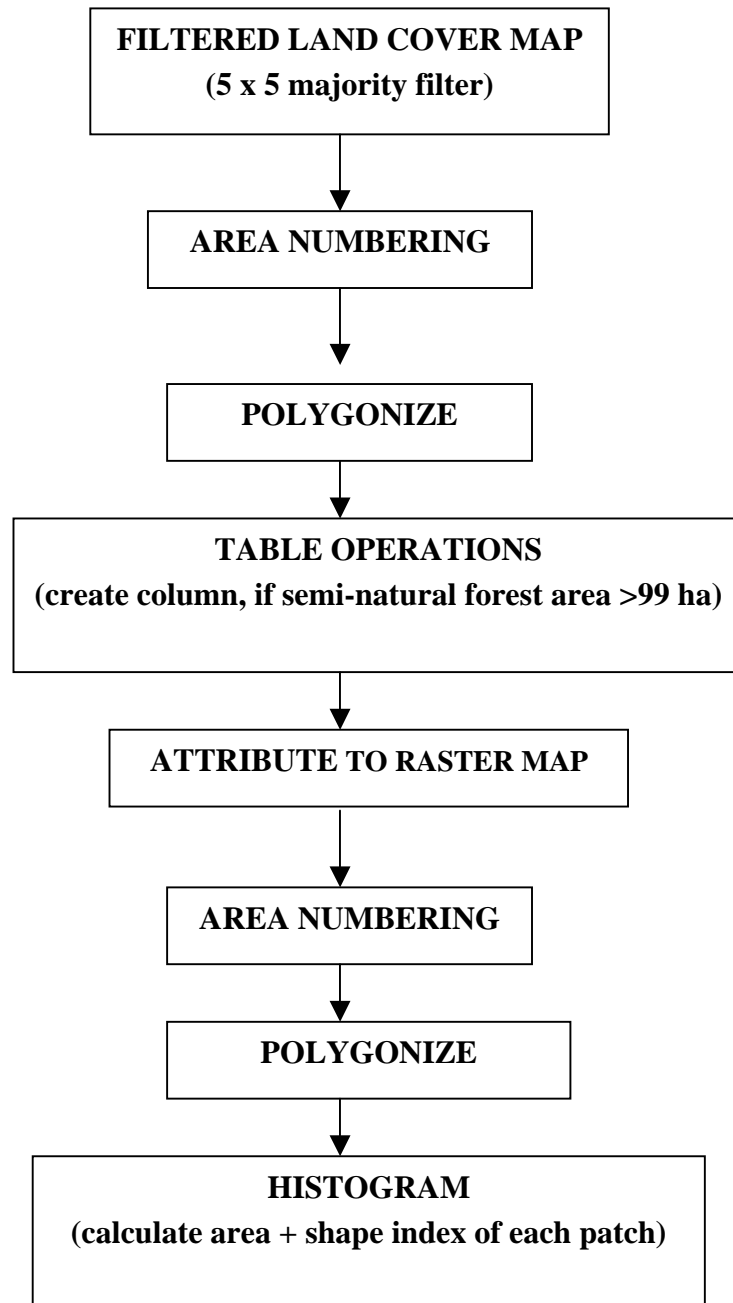 FILTERED LAND COVER MAP
(5 x 5 majority filter)
AREA NUMBERING
POLYGONIZE
TABLE OPERATIONS
(create column, if semi-natural forest area >99 ha)
ATTRIBUTE TO RASTER MAP
AREA NUMBERING
POLYGONIZE
HISTOGRAM
(calculate area + shape index of each patch)